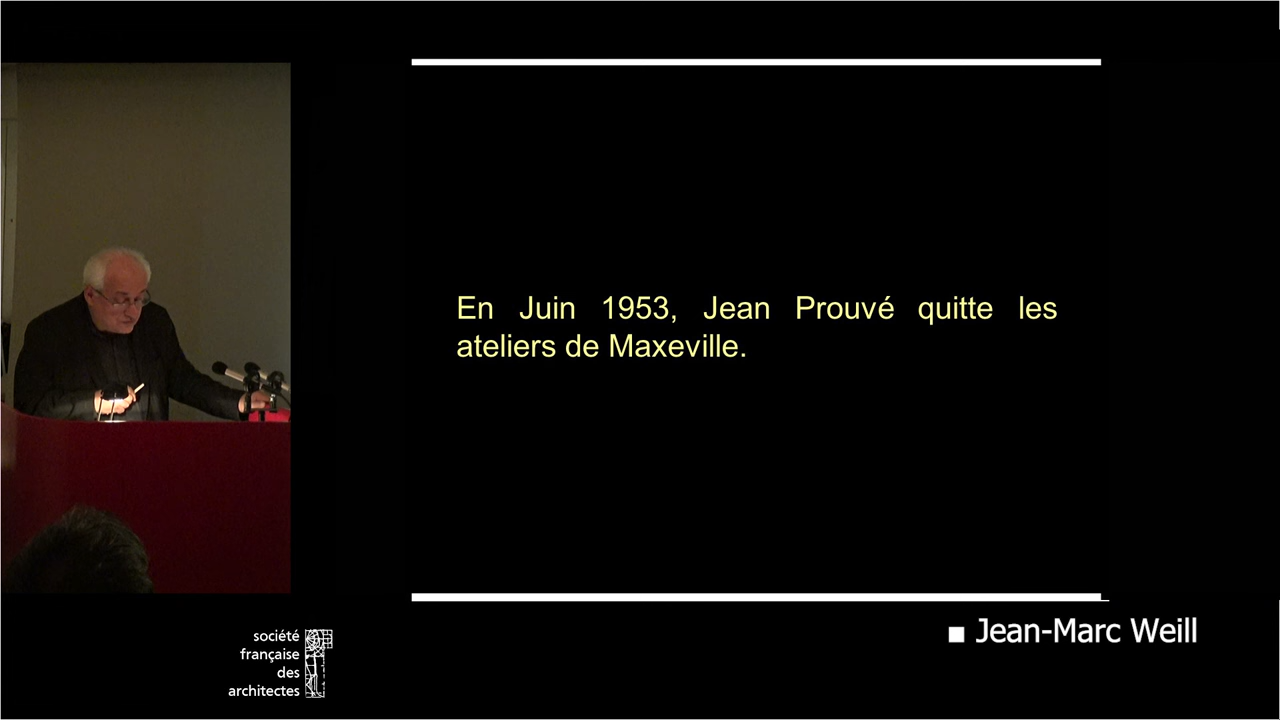 En Juin 1953, Jean Prouvé quitte les
ateliers de Maxeville.
Jean-Marc Weill
société
française
des
architectes